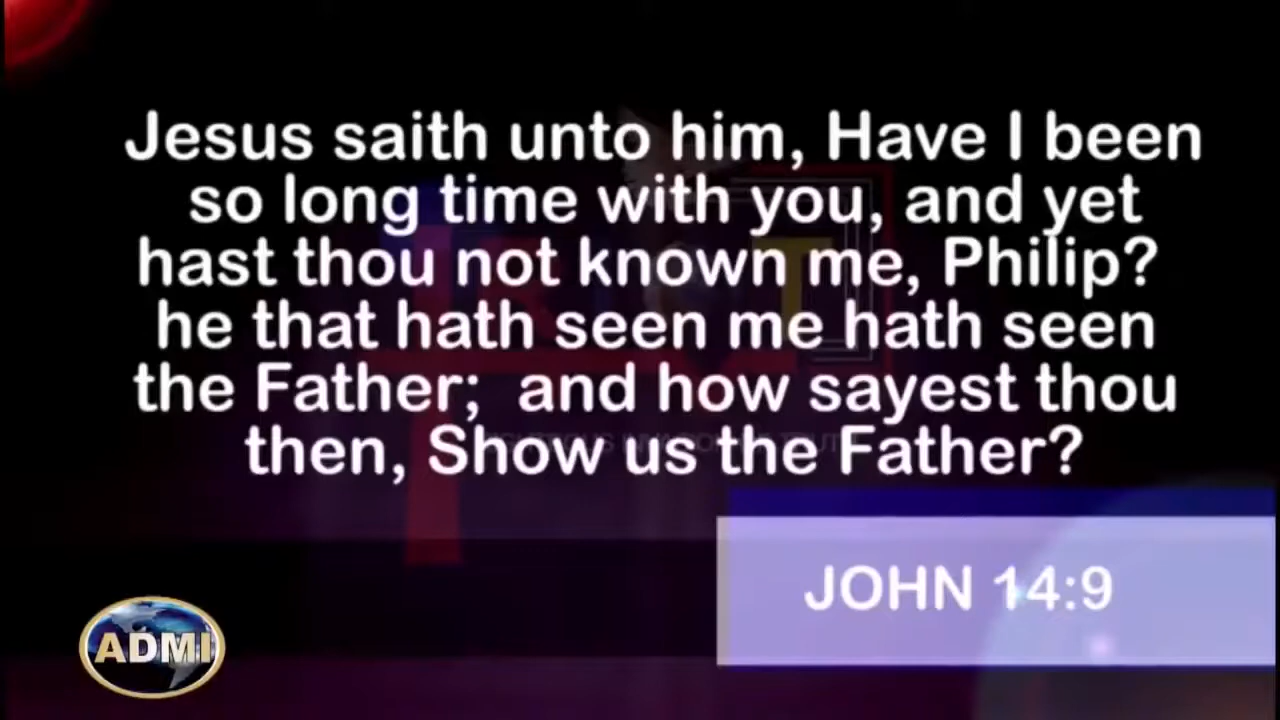 Jesus saith unto him, Have I been
so long time with you, and yet
hast thou not known me, Philip?
he that hath seen me hath seen
the Father;  and how sayest thou
then, Show us the Father?
JOHN 14:9
ADMI